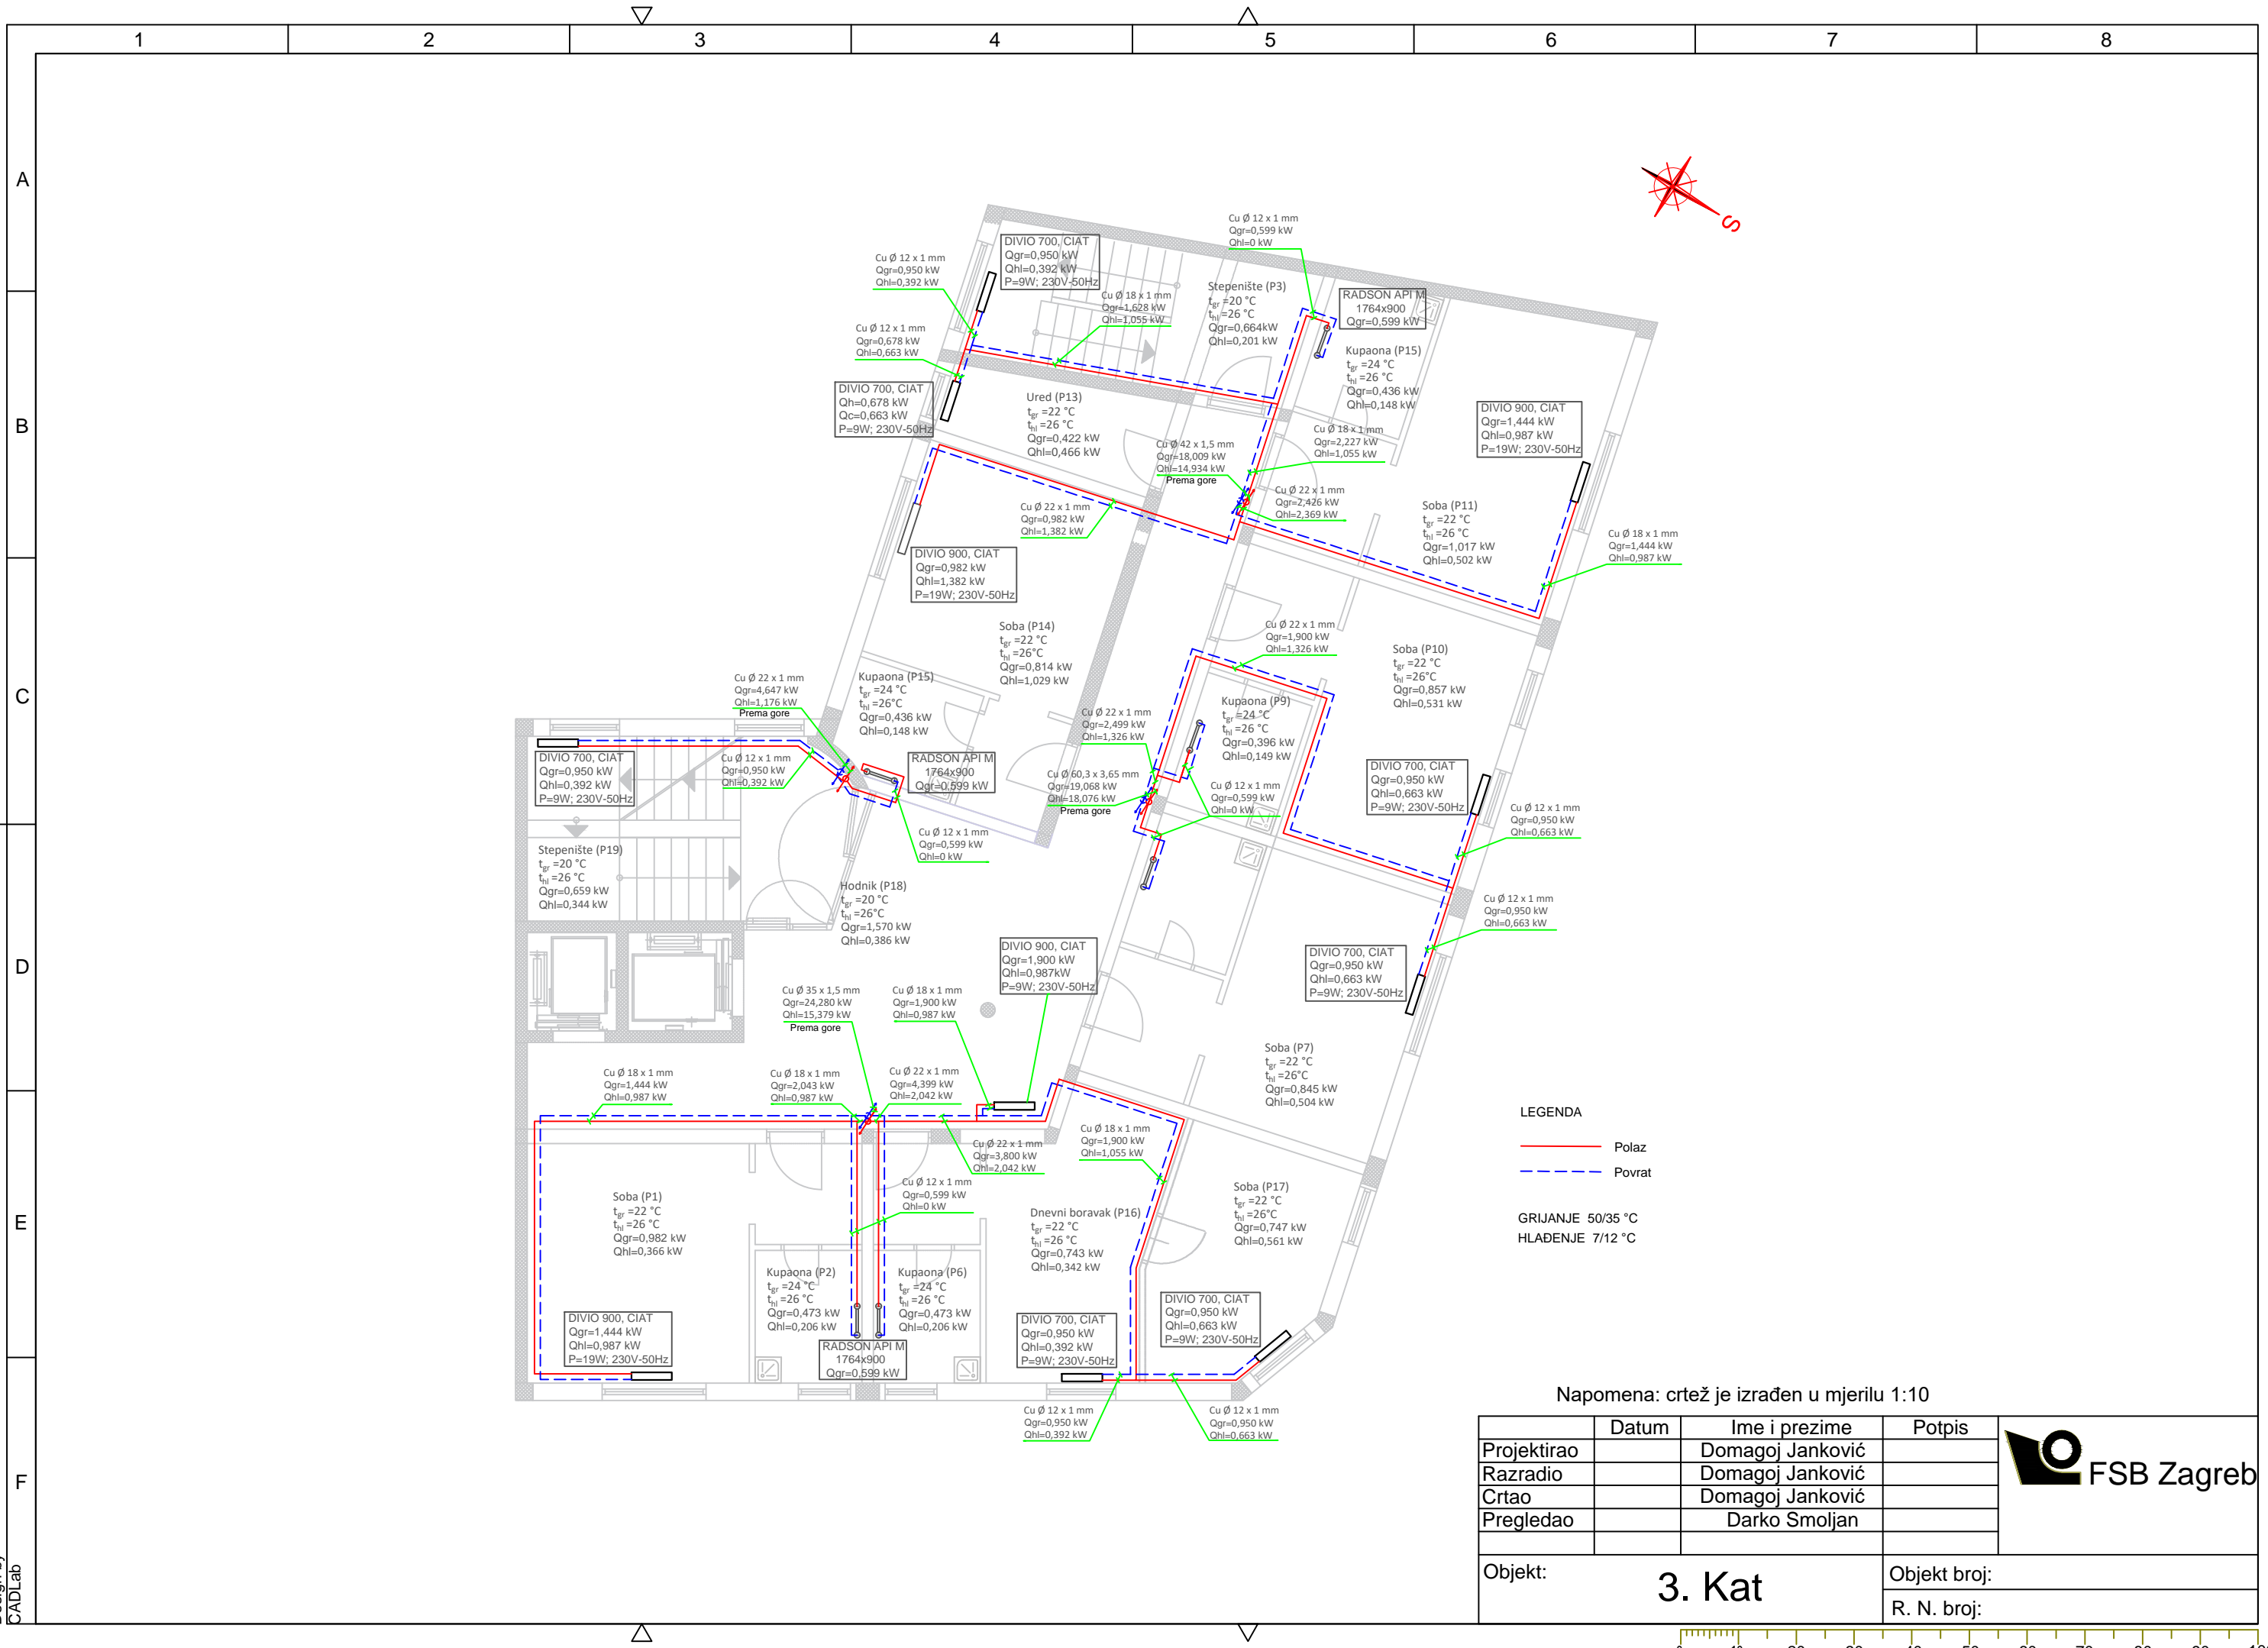 1
2
3
4
5
6
7
8
A
B
C
D
E
F
S
Cu Ø 12 x 1 mm
Qgr=0,599 kW
Qhl=0 kW
DIVIO 700, CIAT
Qgr=0,950 kW
Qhl=0,392 kW
P=9W; 230V-50Hz
Cu Ø 12 x 1 mm
Qgr=0,950 kW
Qhl=0,392 kW
Cu Ø 18 x 1 mm
Qgr=1,628 kW
Qhl=1,055 kW
Stepenište (P3)
tgr =20 °C
thl =26 °C
Qgr=0,664kW
Qhl=0,201 kW
RADSON API M
1764x900
Qgr=0,599 kW
Cu Ø 12 x 1 mm
Qgr=0,678 kW
Qhl=0,663 kW
Kupaona (P15)
tgr =24 °C
thl =26 °C
Qgr=0,436 kW
Qhl=0,148 kW
DIVIO 700, CIAT
Qh=0,678 kW
Qc=0,663 kW
P=9W; 230V-50Hz
Ured (P13)
tgr =22 °C
thl =26 °C
Qgr=0,422 kW
Qhl=0,466 kW
DIVIO 900, CIAT
Qgr=1,444 kW
Qhl=0,987 kW
P=19W; 230V-50Hz
Cu Ø 18 x 1 mm
Qgr=2,227 kW
Qhl=1,055 kW
Cu Ø 42 x 1,5 mm
Qgr=18,009 kW
Qhl=14,934 kW
Prema gore
Cu Ø 22 x 1 mm
Qgr=2,426 kW
Qhl=2,369 kW
Cu Ø 22 x 1 mm
Qgr=0,982 kW
Qhl=1,382 kW
Soba (P11)
tgr =22 °C
thl =26 °C
Qgr=1,017 kW
Qhl=0,502 kW
Cu Ø 18 x 1 mm
Qgr=1,444 kW
Qhl=0,987 kW
DIVIO 900, CIAT
Qgr=0,982 kW
Qhl=1,382 kW
P=19W; 230V-50Hz
Soba (P14)
tgr =22 °C
thl =26°C
Qgr=0,814 kW
Qhl=1,029 kW
Cu Ø 22 x 1 mm
Qgr=1,900 kW
Qhl=1,326 kW
Soba (P10)
tgr =22 °C
thl =26°C
Qgr=0,857 kW
Qhl=0,531 kW
Cu Ø 22 x 1 mm
Qgr=4,647 kW
Qhl=1,176 kW
Prema gore
Kupaona (P15)
tgr =24 °C
thl =26°C
Qgr=0,436 kW
Qhl=0,148 kW
Cu Ø 22 x 1 mm
Qgr=2,499 kW
Qhl=1,326 kW
Kupaona (P9)
tgr =24 °C
thl =26 °C
Qgr=0,396 kW
Qhl=0,149 kW
DIVIO 700, CIAT
Qgr=0,950 kW
Qhl=0,392 kW
P=9W; 230V-50Hz
Cu Ø 12 x 1 mm
Qgr=0,950 kW
Qhl=0,392 kW
RADSON API M
1764x900
Qgr=0,599 kW
Cu Ø 60,3 x 3,65 mm
Qgr=19,068 kW
Qhl=18,076 kW
Prema gore
Cu Ø 12 x 1 mm
Qgr=0,599 kW
Qhl=0 kW
DIVIO 700, CIAT
Qgr=0,950 kW
Qhl=0,663 kW
P=9W; 230V-50Hz
Cu Ø 12 x 1 mm
Qgr=0,950 kW
Qhl=0,663 kW
Cu Ø 12 x 1 mm
Qgr=0,599 kW
Qhl=0 kW
Stepenište (P19)
tgr =20 °C
thl =26 °C
Qgr=0,659 kW
Qhl=0,344 kW
Hodnik (P18)
tgr =20 °C
thl =26°C
Qgr=1,570 kW
Qhl=0,386 kW
Cu Ø 12 x 1 mm
Qgr=0,950 kW
Qhl=0,663 kW
DIVIO 900, CIAT
Qgr=1,900 kW
Qhl=0,987kW
P=9W; 230V-50Hz
DIVIO 700, CIAT
Qgr=0,950 kW
Qhl=0,663 kW
P=9W; 230V-50Hz
Cu Ø 35 x 1,5 mm
Qgr=24,280 kW
Qhl=15,379 kW
Prema gore
Cu Ø 18 x 1 mm
Qgr=1,900 kW
Qhl=0,987 kW
Soba (P7)
tgr =22 °C
thl =26°C
Qgr=0,845 kW
Qhl=0,504 kW
Cu Ø 18 x 1 mm
Qgr=1,444 kW
Qhl=0,987 kW
Cu Ø 18 x 1 mm
Qgr=2,043 kW
Qhl=0,987 kW
Cu Ø 22 x 1 mm
Qgr=4,399 kW
Qhl=2,042 kW
Cu Ø 22 x 1 mm
Qgr=3,800 kW
Qhl=2,042 kW
Cu Ø 18 x 1 mm
Qgr=1,900 kW
Qhl=1,055 kW
LEGENDA
Polaz
Povrat
GRIJANJE 50/35 °C
HLAĐENJE 7/12 °C
Soba (P1)
tgr =22 °C
thl =26 °C
Qgr=0,982 kW
Qhl=0,366 kW
Cu Ø 12 x 1 mm
Qgr=0,599 kW
Qhl=0 kW
Dnevni boravak (P16)
tgr =22 °C
thl =26 °C
Qgr=0,743 kW
Qhl=0,342 kW
Soba (P17)
tgr =22 °C
thl =26°C
Qgr=0,747 kW
Qhl=0,561 kW
Kupaona (P2)
tgr =24 °C
thl =26 °C
Qgr=0,473 kW
Qhl=0,206 kW
Kupaona (P6)
tgr =24 °C
thl =26 °C
Qgr=0,473 kW
Qhl=0,206 kW
DIVIO 900, CIAT
Qgr=1,444 kW
Qhl=0,987 kW
P=19W; 230V-50Hz
RADSON API M
1764x900
Qgr=0,599 kW
DIVIO 700, CIAT
Qgr=0,950 kW
Qhl=0,392 kW
P=9W; 230V-50Hz
DIVIO 700, CIAT
Qgr=0,950 kW
Qhl=0,663 kW
P=9W; 230V-50Hz
Cu Ø 12 x 1 mm
Qgr=0,950 kW
Qhl=0,392 kW
Cu Ø 12 x 1 mm
Qgr=0,950 kW
Qhl=0,663 kW
Napomena: crtež je izrađen u mjerilu 1:10
Datum Ime i prezime Potpis
Projektirao Domagoj Janković
Razradio Domagoj Janković
Crtao Domagoj Janković
Pregledao Darko Smoljan
FSB Zagreb
Objekt: 3. Kat
Objekt broj:
R. N. broj:
CADLab